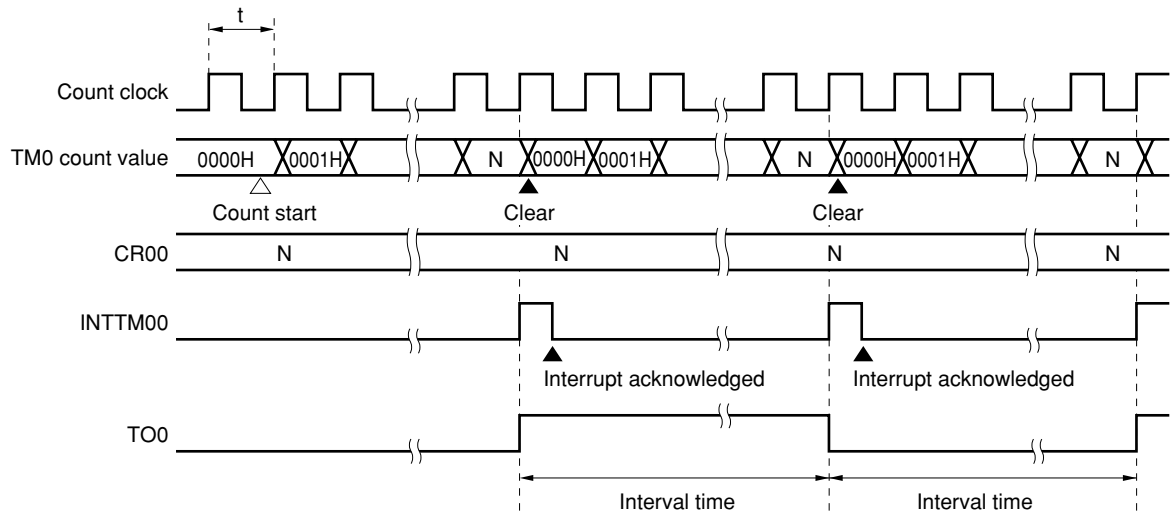 t
Count clock
TM0 count value 0000H 0001H N 0000H 0001H N 0000H 0001H N
Count start Clear Clear
CR00 N N N N
INTTM00
Interrupt acknowledged Interrupt acknowledged
TO0
Interval time Interval time